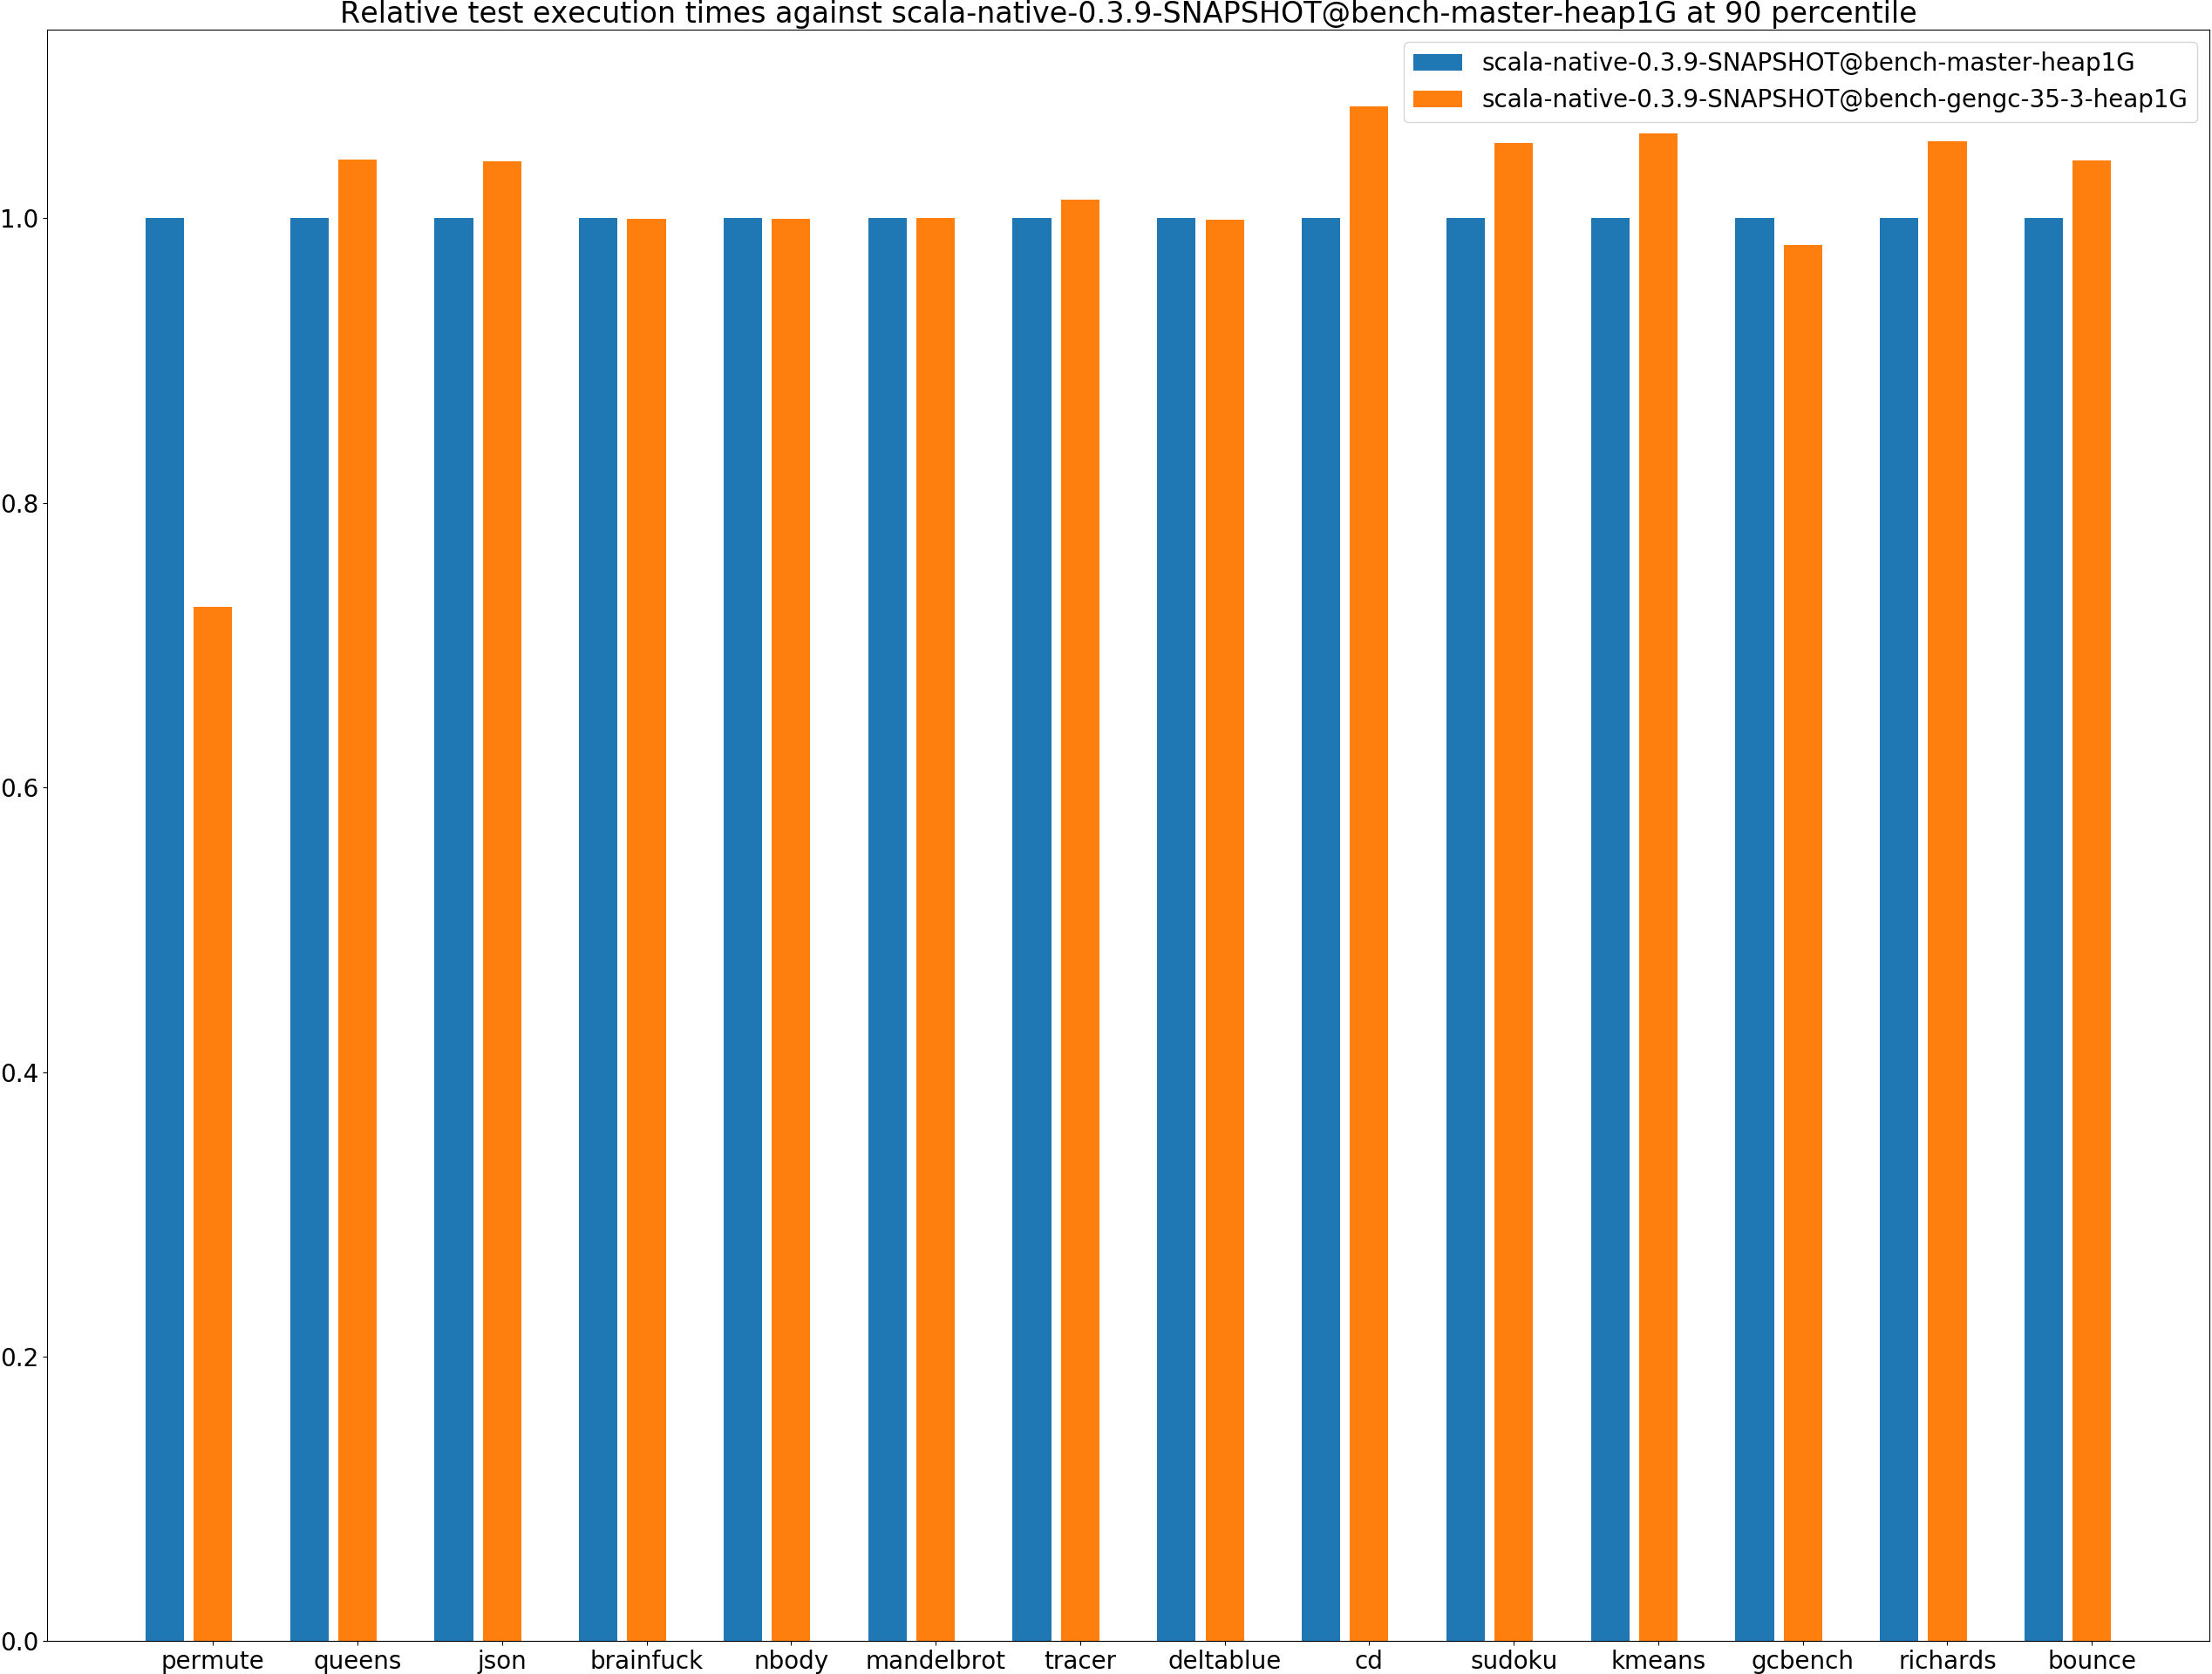 Relative test execution times against scala-native-0.3.9-SNAPSHOT@bench-master-heap1G at 90 percentile
scala-native-0.3.9-SNAPSHOT@bench-master-heap1G
scala-native-0.3.9-SNAPSHOT@bench-gengc-35-3-heap1G
1.0
0.8
0.6
0.4
0.2
0.0
permute queens json brainfuck nbody mandelbrot tracer deltablue cd sudoku kmeans gcbench richards bounce